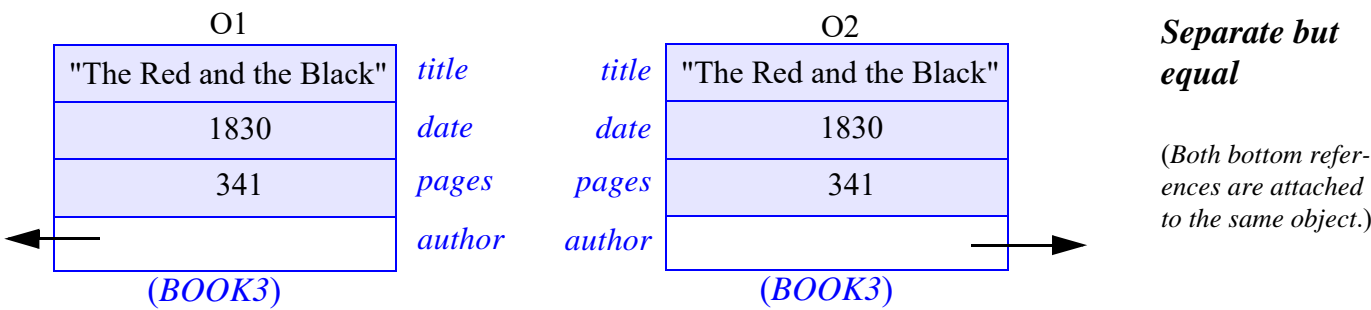 O1
"The Red and the Black"
title
1830
date
341
pages
author
(BOOK3)
O2
title
"The Red and the Black"
date
1830
pages
341
author
(BOOK3)
Separate but
equal
(Both bottom refer-
ences are attached
to the same object.)